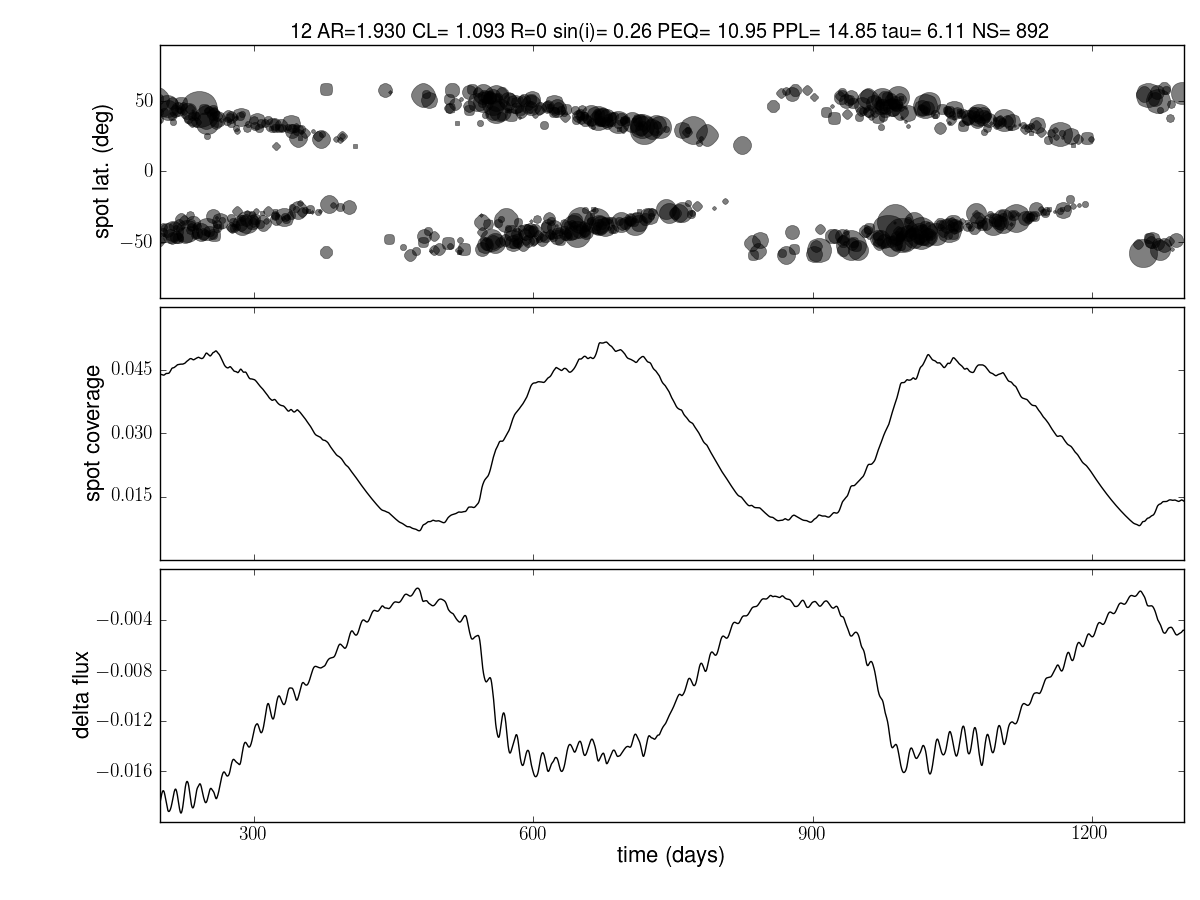 12 AR=1.930 CL= 1.093 R=0 sin(i)= 0.26 PEQ= 10.95 PPL= 14.85 tau= 6.11 NS= 892
spot lat. (deg)
50
0
−50
spot coverage
0.045
0.030
0.015
delta flux
−0.004
−0.008
−0.012
−0.016
300 600 900 1200
time (days)